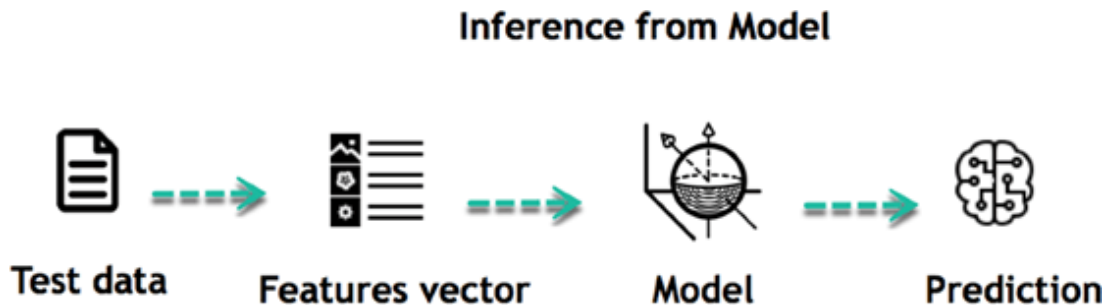 Inference from Model
Test data
Features vector
Model
Prediction